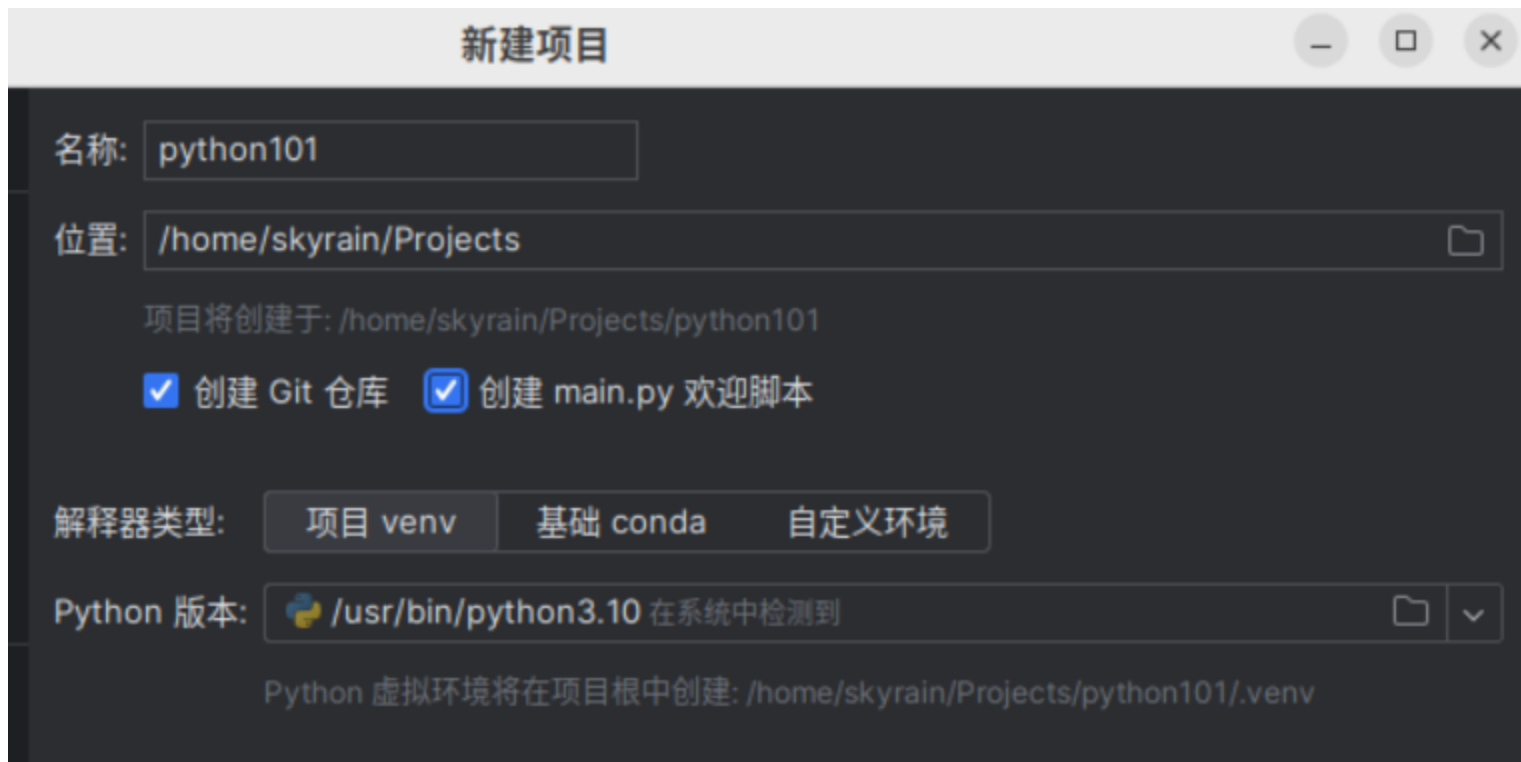 新建项目
名称: python101
位置: /home/skyrain/Projects
项目将创建于: /home/skyrain/Projects/python101
创建 Git 仓库 创建 main.py 欢迎脚本
解释器类型: 项目 venv 基础 conda 自定义环境
Python 版本: /usr/bin/python3.10 在系统中检测到
Python 虚拟环境将在项目根中创建: /home/skyrain/Projects/python101/.venv